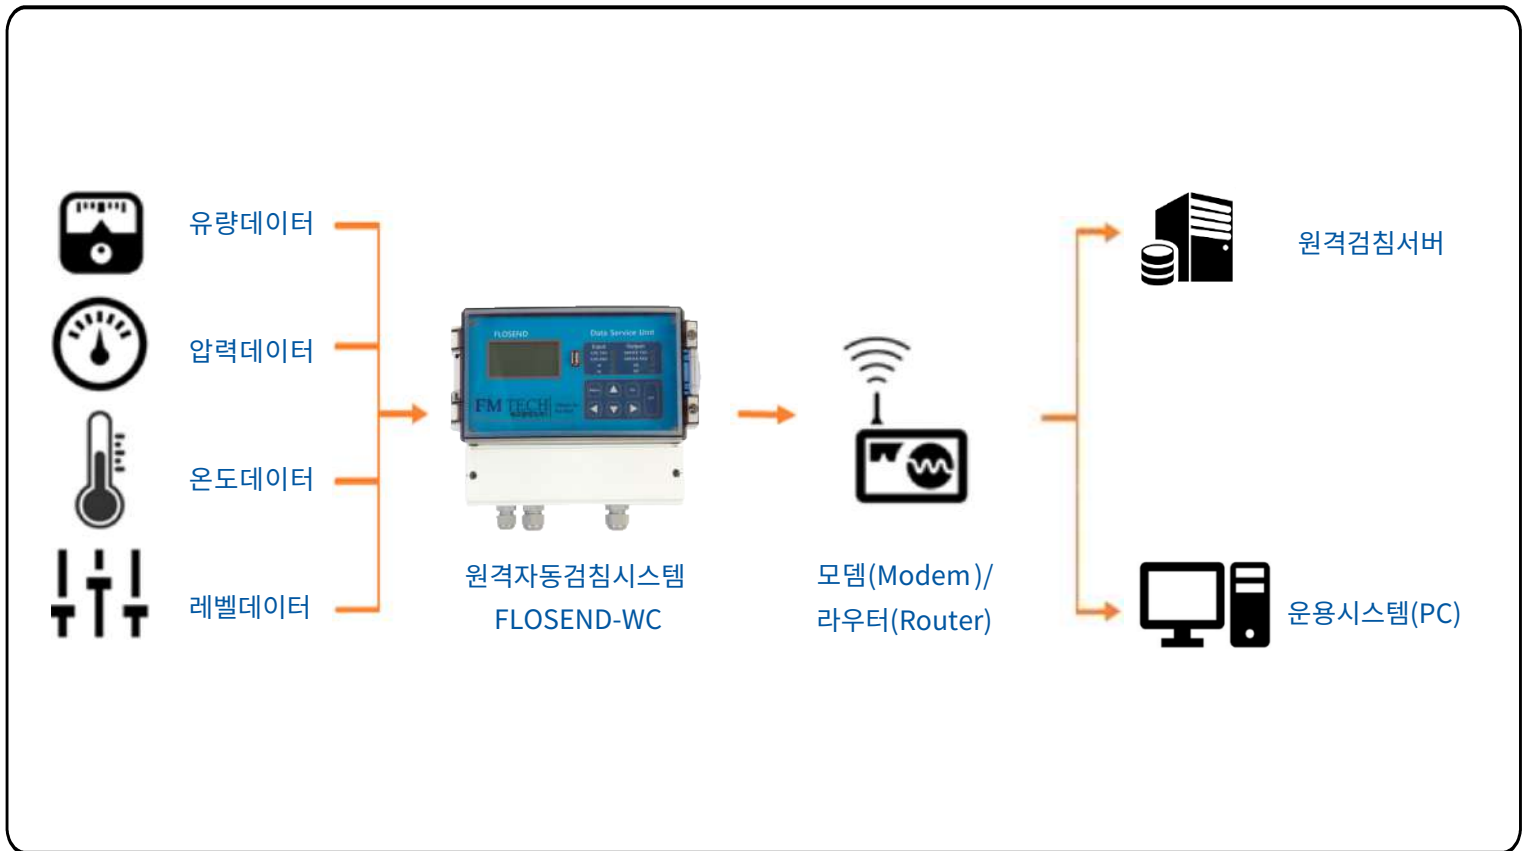 유량데이터
압력데이터
온도데이터
레벨데이터
FLOSEND
Data Service Unit
Input
Output
FM TECH
원격자동검침시스템
FLOSEND-WC
모뎀(Modem)/
라우터(Router)
원격검침서버
운용시스템(PC)